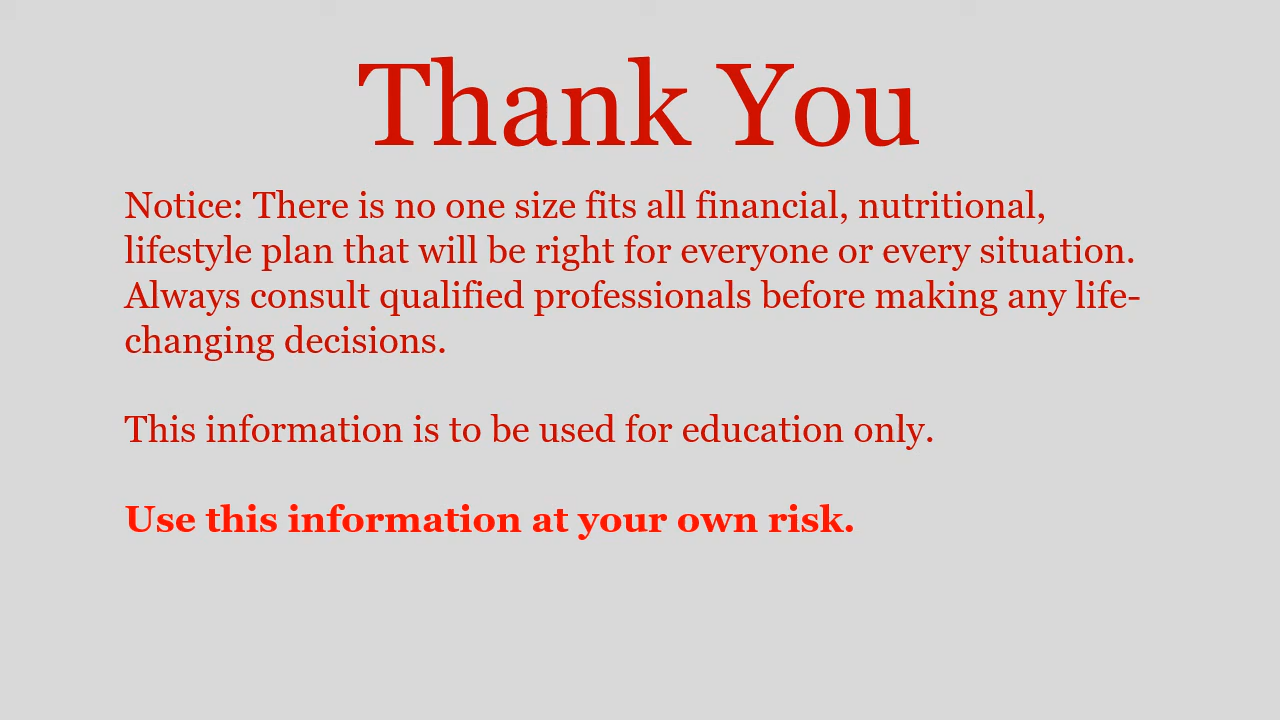 Thank You
Notice: There is no one size fits all financial, nutritional,
lifestyle plan that will be right for everyone or every situation.
Always consult qualified professionals before making any life-
changing decisions.
This information is to be used for education only.
Use this information at your own risk.